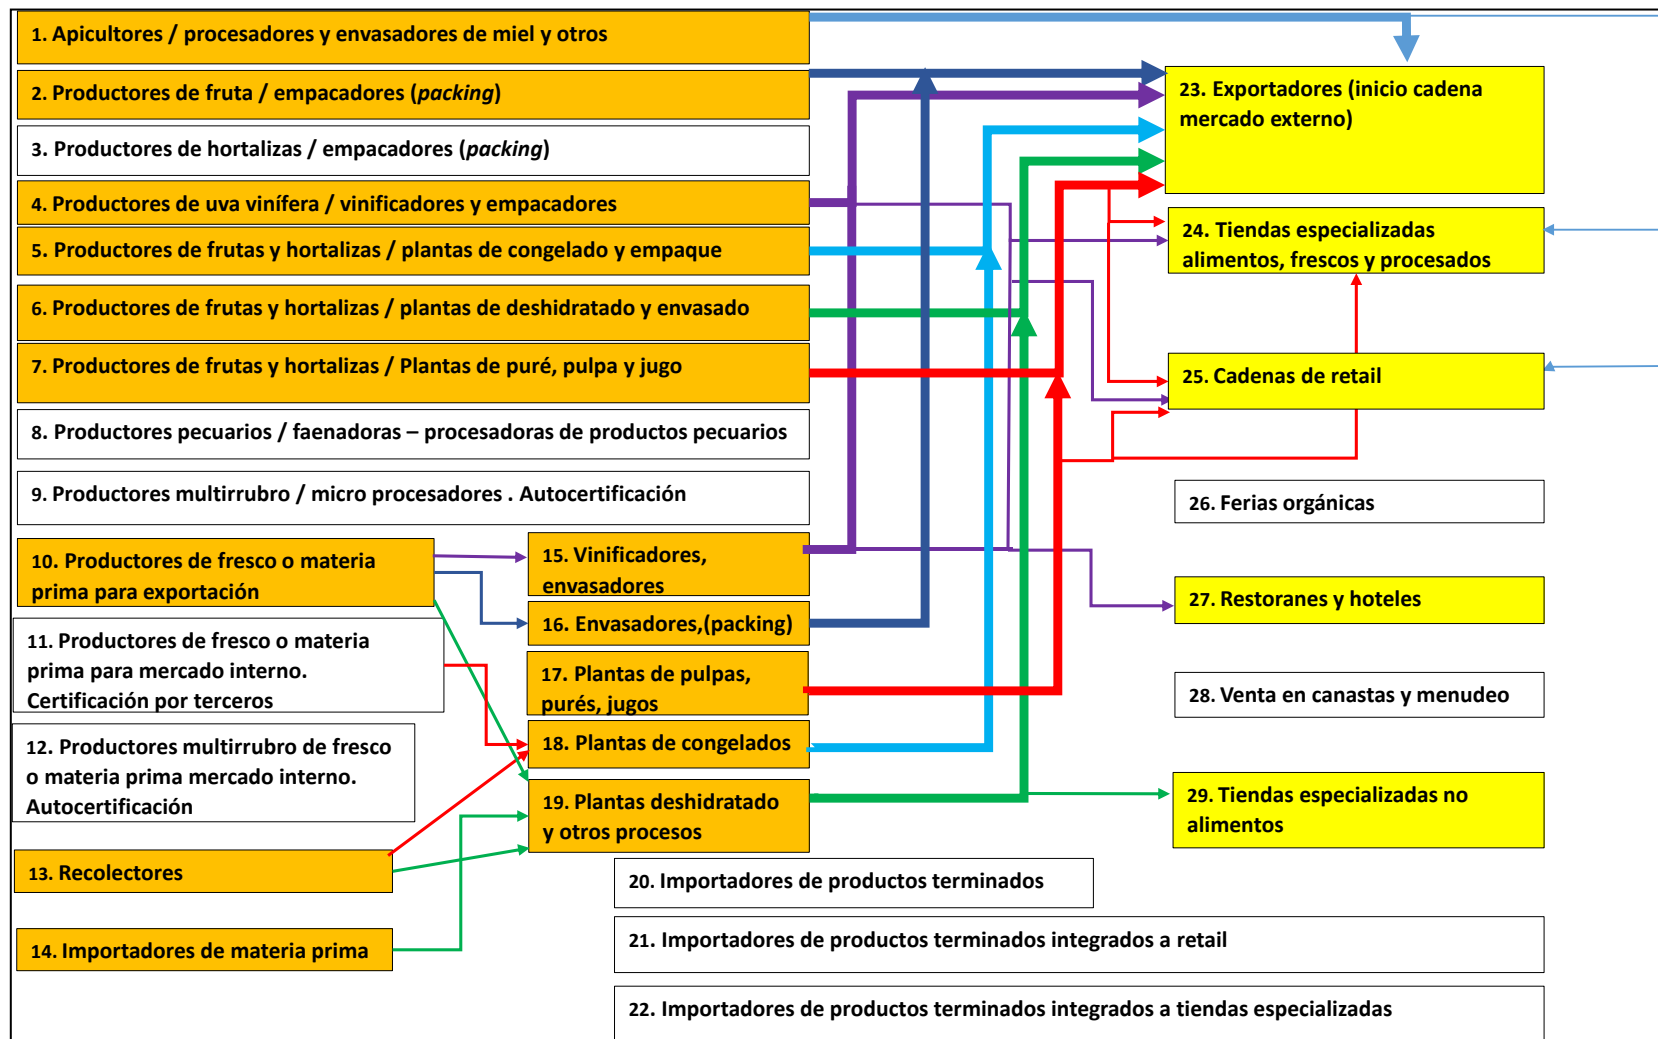 1. Apicultores / procesadores y envasadores de miel y otros
2. Productores de fruta / empacadores (packing)
3. Productores de hortalizas / empacadores (packing)
4. Productores de uva vinífera / vinificadores y empacadores
5. Productores de frutas y hortalizas / plantas de congelado y empaque
6. Productores de frutas y hortalizas / plantas de deshidratado y envasado
7. Productores de frutas y hortalizas / Plantas de puré, pulpa y jugo
8. Productores pecuarios / faenadoras – procesadoras de productos pecuarios
9. Productores multirrubro / micro procesadores . Autocertificación
10. Productores de fresco o materia
prima para exportación
11. Productores de fresco o materia
prima para mercado interno.
Certificación por terceros
12. Productores multirrubro de fresco
o materia prima mercado interno.
Autocertificación
13. Recolectores
14. Importadores de materia prima
15. Vinificadores,
envasadores
16. Envasadores,(packing)
17. Plantas de pulpas,
purés, jugos
18. Plantas de congelados
19. Plantas deshidratado
y otros procesos
20. Importadores de productos terminados
21. Importadores de productos terminados integrados a retail
22. Importadores de productos terminados integrados a tiendas especializadas
23. Exportadores (inicio cadena
mercado externo)
24. Tiendas especializadas
alimentos, frescos y procesados
25. Cadenas de retail
26. Ferias orgánicas
27. Restoranes y hoteles
28. Venta en canastas y menudeo
29. Tiendas especializadas no
alimentos